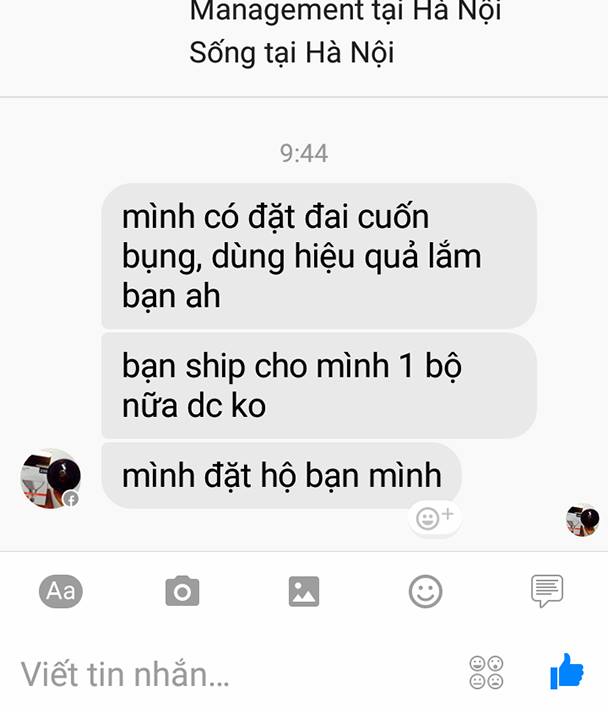 Management tại Hà Nội
Sống tại Hà Nội
9:44
mình có đặt đai cuốn
bụng, dùng hiệu quả lắm
bạn ah
bạn ship cho mình 1 bộ
nữa dc ko
mình đặt hộ bạn mình
Aa
Viết tin nhắn...